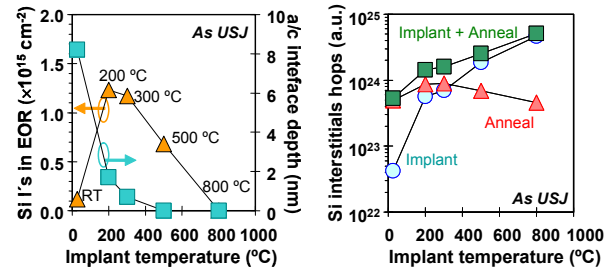 As USJ
Si I's in EOR (×10¹⁵ cm⁻²)
2.0
1.5
1.0
0.5
0.0
200 ºC
300 ºC
500 ºC
800 ºC
RT
10
8
6
4
2
0
a/c inteface depth (nm)
0 200 400 600 800 1000
Implant temperature (ºC)
Si interstitials hops (a.u.)
10²⁵
10²⁴
10²³
10²²
Implant + Anneal
Anneal
Implant
As USJ
0 200 400 600 800 1000
Implant temperature (ºC)